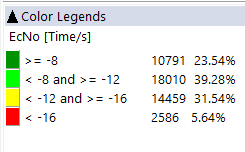 Color Legends
EcNo [Time/s]
>= -8 10791 23.54%
< -8 and >= -12 18010 39.28%
< -12 and >= -16 14459 31.54%
< -16 2586 5.64%